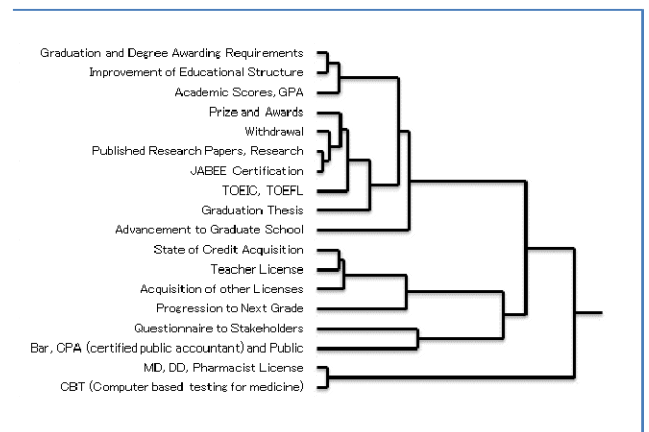 Graduation and Degree Awarding Requirements
Improvement of Educational Structure
Academic Scores, GPA
Prize and Awards
Withdrawal
Published Research Papers, Research
JABEE Certification
TOEIC, TOEFL
Graduation Thesis
Advancement to Graduate School
State of Credit Acquisition
Teacher License
Acquisition of other Licenses
Progression to Next Grade
Questionnaire to Stakeholders
Bar, CPA (certified public accountant) and Public
MD, DD, Pharmacist License
CBT (Computer based testing for medicine)